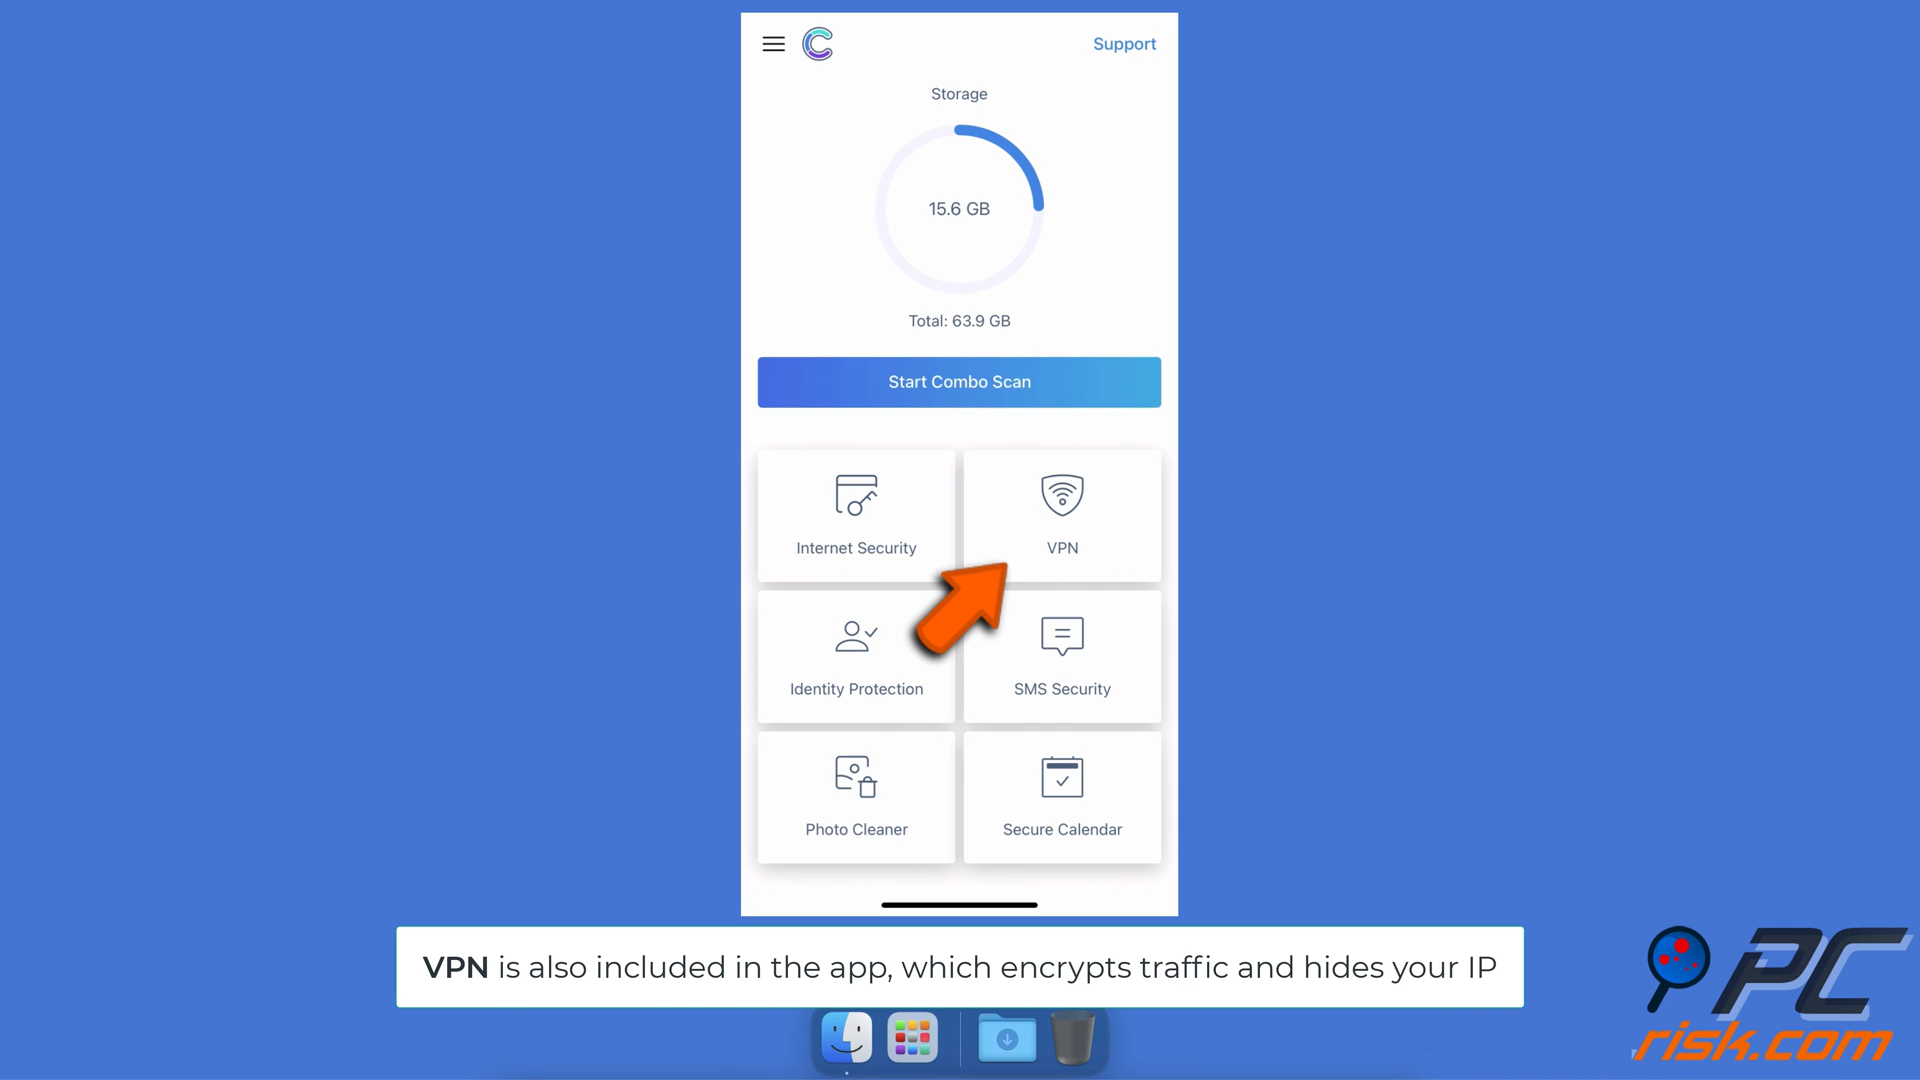 Support
Storage
15.6 GB
Total: 63.9 GB
Start Combo Scan
Internet Security
VPN
Identity Protection
SMS Security
Photo Cleaner
Secure Calendar
VPN is also included in the app, which encrypts traffic and hides your IP
PC
risk.com